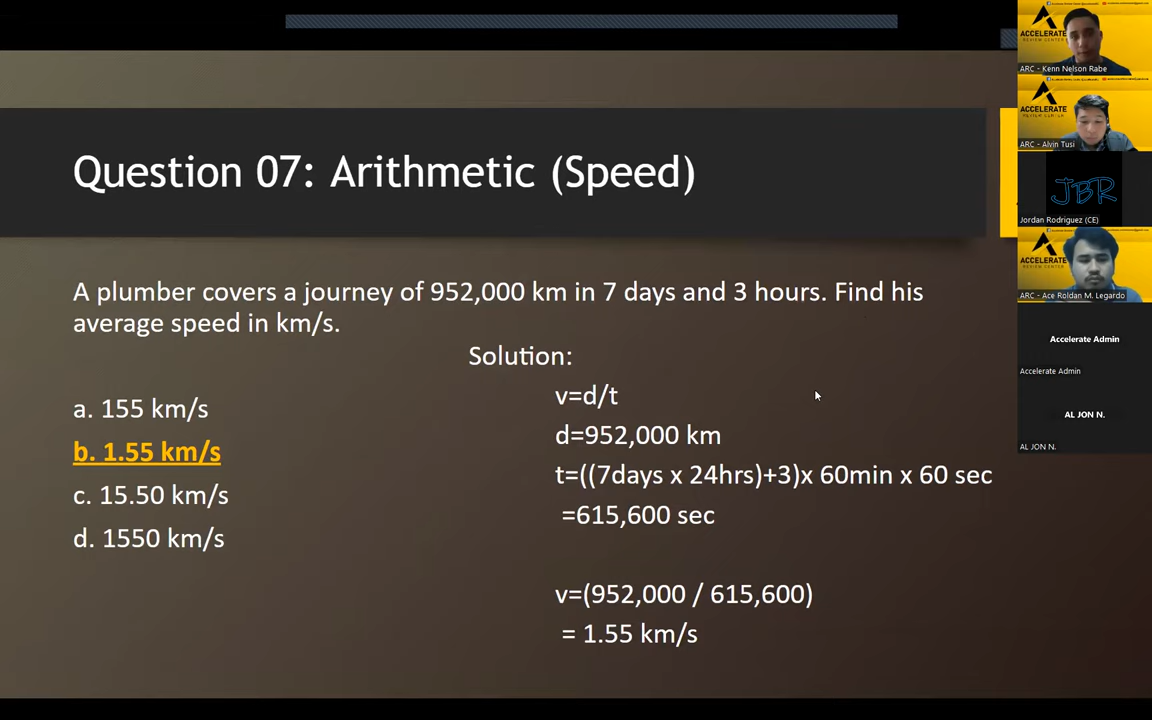 Question 07: Arithmetic (Speed)
A plumber covers a journey of 952,000 km in 7 days and 3 hours. Find his
average speed in km/s.
Solution:
v=d/t
d=952,000 km
t=((7days x 24hrs)+3)x 60min x 60 sec
=615,600 sec
v=(952,000 / 615,600)
= 1.55 km/s
a. 155 km/s
b. 1.55 km/s
c. 15.50 km/s
d. 1550 km/s
ACCELERATE
REVIEW CENTER
ARC - Kenn Nelson Rabe
ACCELERATE
ARC - Alvin Tusi
JBR
Jordan Rodriguez (CE)
ACCELERATE
ARC - Ace Roldan M. Legardo
Accelerate Admin
Accelerate Admin
AL JON N.
AL JON N.